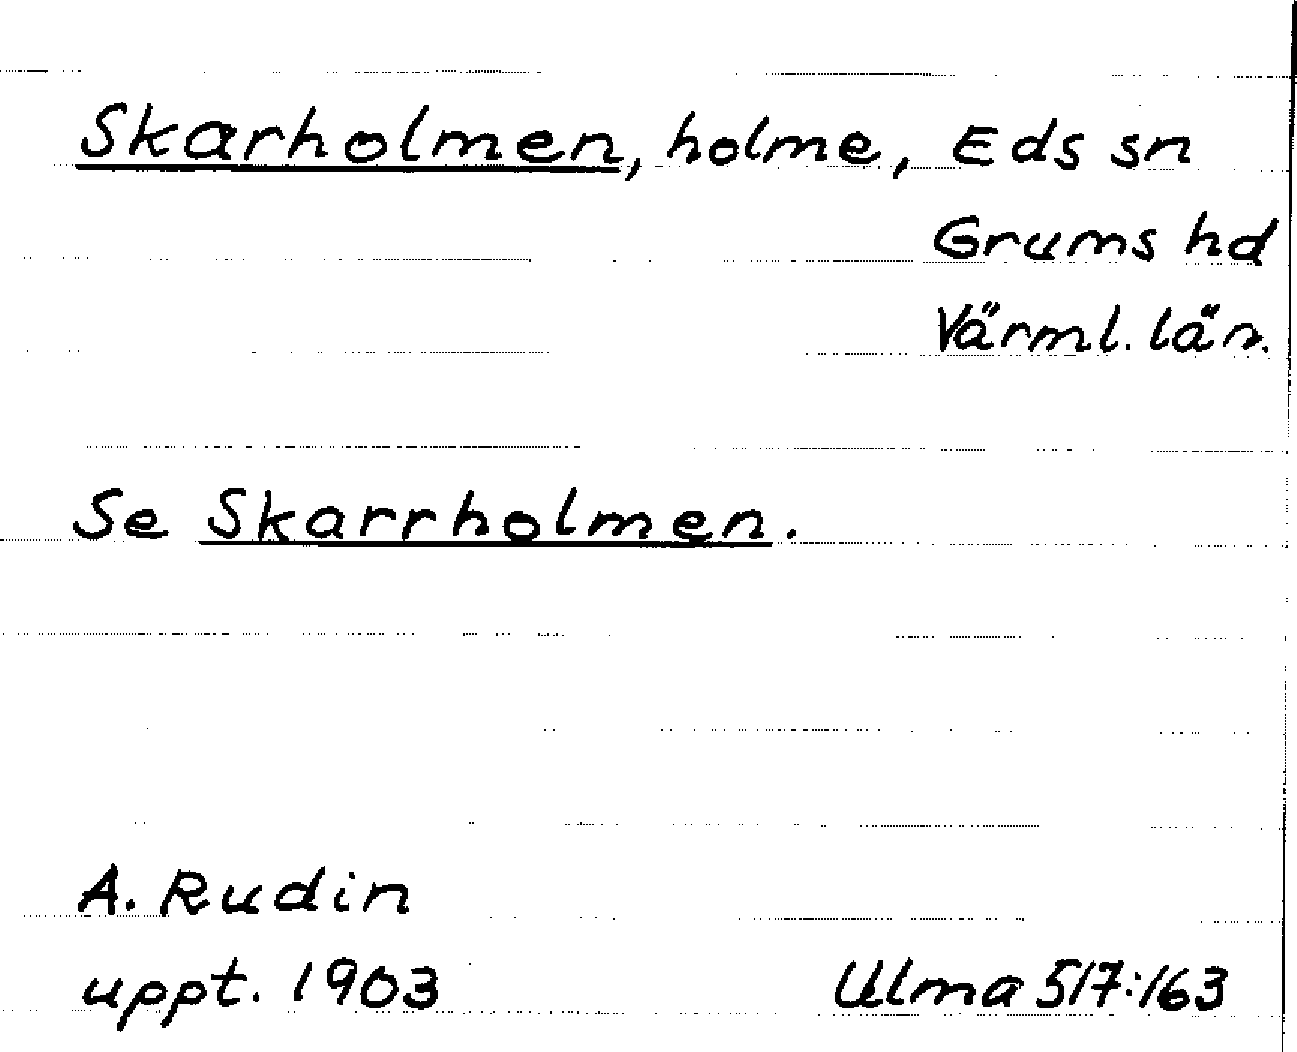 Skarholmen, holme, Eds sn
Grums hd
Värml. län.
Se Skarrholmen.
A. Rudin
uppt. 1903
Ulma 517:163